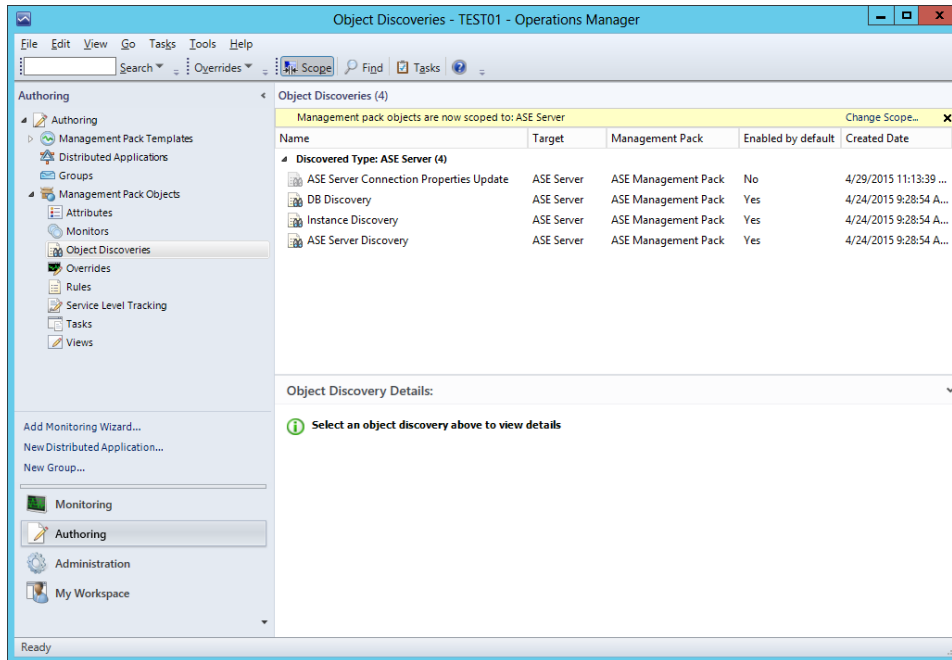 Object Discoveries - TEST01 - Operations Manager
File Edit View Go Tasks Tools Help
Search Overrides Scope Find Tasks
Authoring
Authoring
Management Pack Templates
Distributed Applications
Groups
Management Pack Objects
Attributes
Monitors
Object Discoveries
Overrides
Rules
Service Level Tracking
Tasks
Views
Add Monitoring Wizard...
New Distributed Application...
New Group...
Monitoring
Authoring
Administration
My Workspace
Object Discoveries (4)
Management pack objects are now scoped to: ASE Server Change Scope...
Name Target Management Pack Enabled by default Created Date
Discovered Type: ASE Server (4)
ASE Server Connection Properties Update ASE Server ASE Management Pack No 4/29/2015 11:13:39 ...
DB Discovery ASE Server ASE Management Pack Yes 4/24/2015 9:28:54 A...
Instance Discovery ASE Server ASE Management Pack Yes 4/24/2015 9:28:54 A...
ASE Server Discovery ASE Server ASE Management Pack Yes 4/24/2015 9:28:54 A...
Object Discovery Details:
Select an object discovery above to view details
Ready